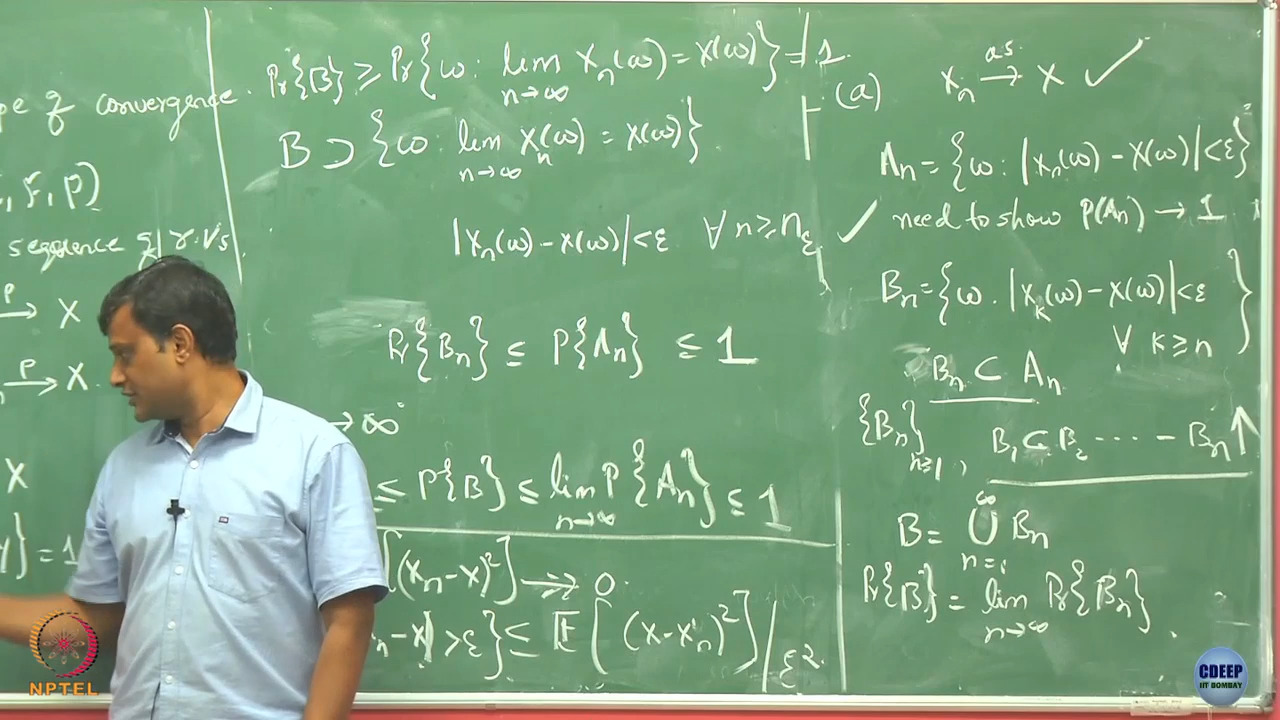 pe of convergence.
, F, P)
sequence of r.vs
P→ X
n P→ X.
X
Y} = 1
Pr{B} ≥ Pr{ω: lim n→∞ Xn(ω) = X(ω)} = 1.
B ⊃ {ω: lim n→∞ Xn(ω) = X(ω)}
|Xn(ω) - X(ω)| < ε ∀ n ≥ nε ✓
Pr{Bn} ≤ P{An} ≤ 1
→ ∞
≤ P{B} ≤ lim n→∞ P{An} ≤ 1
[(Xn - X)²] → 0.
n - X| > ε} ≤ E[(X - Xn)²] / ε².
(a) Xn a.s→ X ✓
An = {ω: |Xn(ω) - X(ω)| < ε}
need to show P(An) → 1
Bn = {ω. |Xk(ω) - X(ω)| < ε
∀ k ≥ n}
Bn ⊂ An
{Bn} n≥1, B1 ⊆ B2 ---- - Bn ↑
B = ∞ ∪ n=1 Bn
Pr{B} = lim n→∞ Pr{Bn}.
NPTEL
CDEEP
IIT BOMBAY